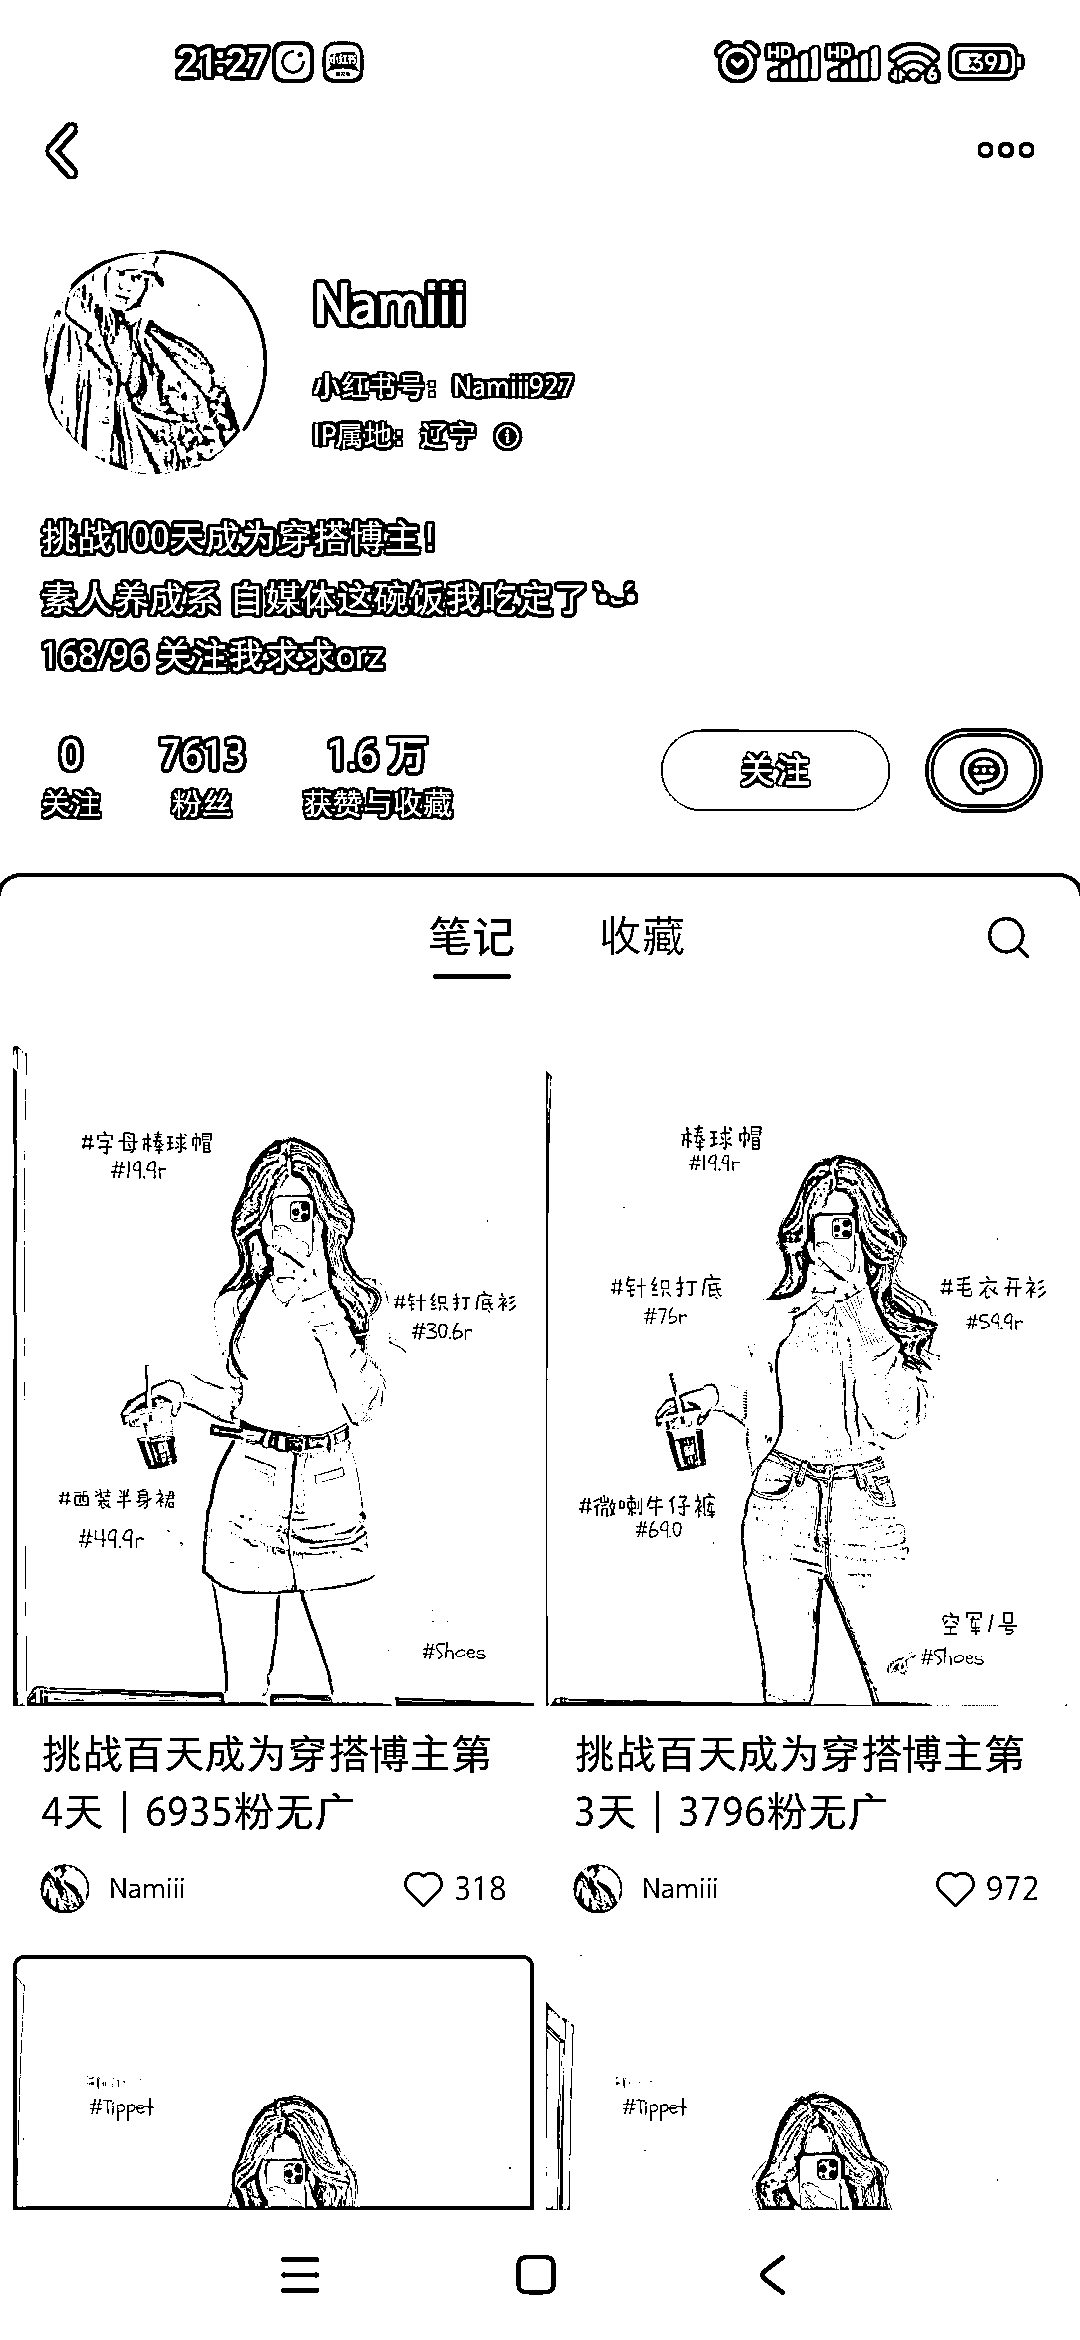 21:27
HD HD 6 39
Namiii
小红书号：Namiii927
IP属地：辽宁
挑战100天成为穿搭博主！
素人养成系 自媒体这碗饭我吃定了
168/96 关注我求求orz
0 7613 1.6万
关注 粉丝 获赞与收藏
关注
笔记 收藏
#字母棒球帽
#19.9r
#针织打底衫
#30.6r
#西装半身裙
#49.9r
#Shoes
棒球帽
#19.9r
#针织打底
#75r
#毛衣开衫
#59.9r
#微喇牛仔裤
#69.0
空军1号
#Shoes
挑战百天成为穿搭博主第
4天｜6935粉无广
Namiii 318
挑战百天成为穿搭博主第
3天｜3796粉无广
Namiii 972
#Tippet
#Tippet